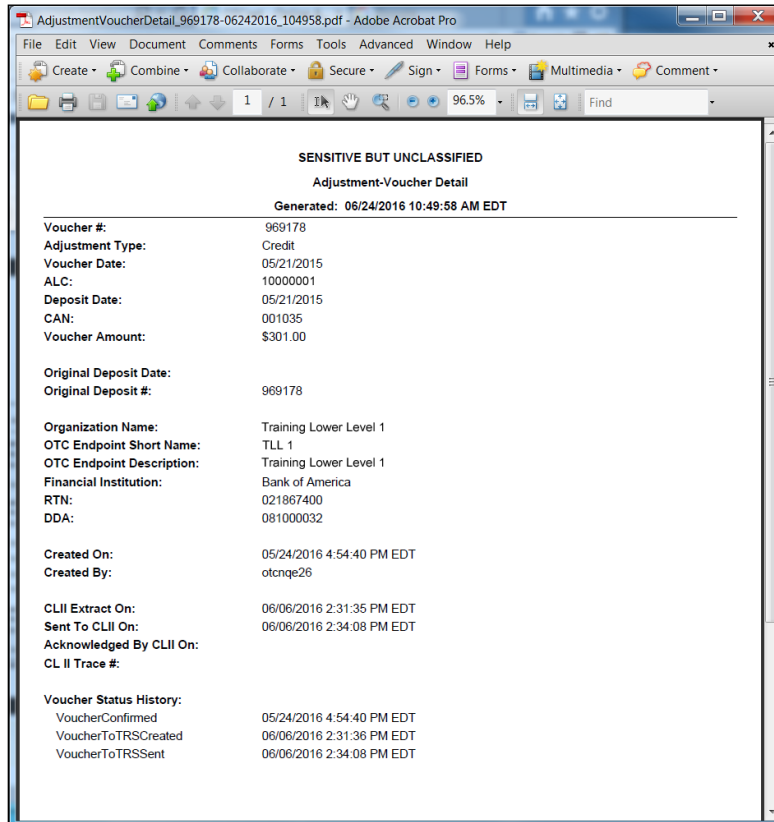 AdjustmentVoucherDetail_969178-06242016_104958.pdf - Adobe Acrobat Pro
File Edit View Document Comments Forms Tools Advanced Window Help
Create Combine Collaborate Secure Sign Forms Multimedia Comment
1 / 1 96.5% Find
SENSITIVE BUT UNCLASSIFIED
Adjustment-Voucher Detail
Generated: 06/24/2016 10:49:58 AM EDT
Voucher #: 969178
Adjustment Type: Credit
Voucher Date: 05/21/2015
ALC: 10000001
Deposit Date: 05/21/2015
CAN: 001035
Voucher Amount: $301.00
Original Deposit Date:
Original Deposit #: 969178
Organization Name: Training Lower Level 1
OTC Endpoint Short Name: TLL 1
OTC Endpoint Description: Training Lower Level 1
Financial Institution: Bank of America
RTN: 021867400
DDA: 081000032
Created On: 05/24/2016 4:54:40 PM EDT
Created By: otcnqe26
CLII Extract On: 06/06/2016 2:31:35 PM EDT
Sent To CLII On: 06/06/2016 2:34:08 PM EDT
Acknowledged By CLII On:
CL II Trace #:
Voucher Status History:
VoucherConfirmed 05/24/2016 4:54:40 PM EDT
VoucherToTRSCreated 06/06/2016 2:31:36 PM EDT
VoucherToTRSSent 06/06/2016 2:34:08 PM EDT